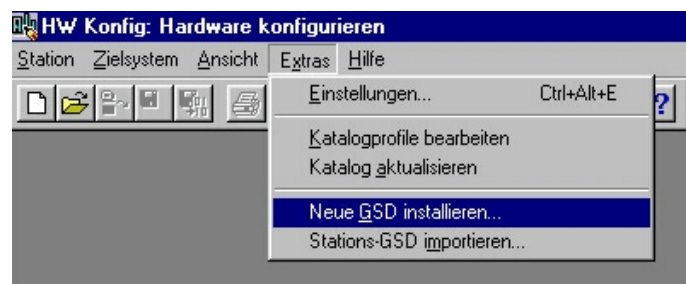 HW Konfig: Hardware konfigurieren
Station Zielsystem Ansicht Extras Hilfe
Einstellungen... Ctrl+Alt+E
?
Katalogprofile bearbeiten
Katalog aktualisieren
Neue GSD installieren...
Stations-GSD importieren...